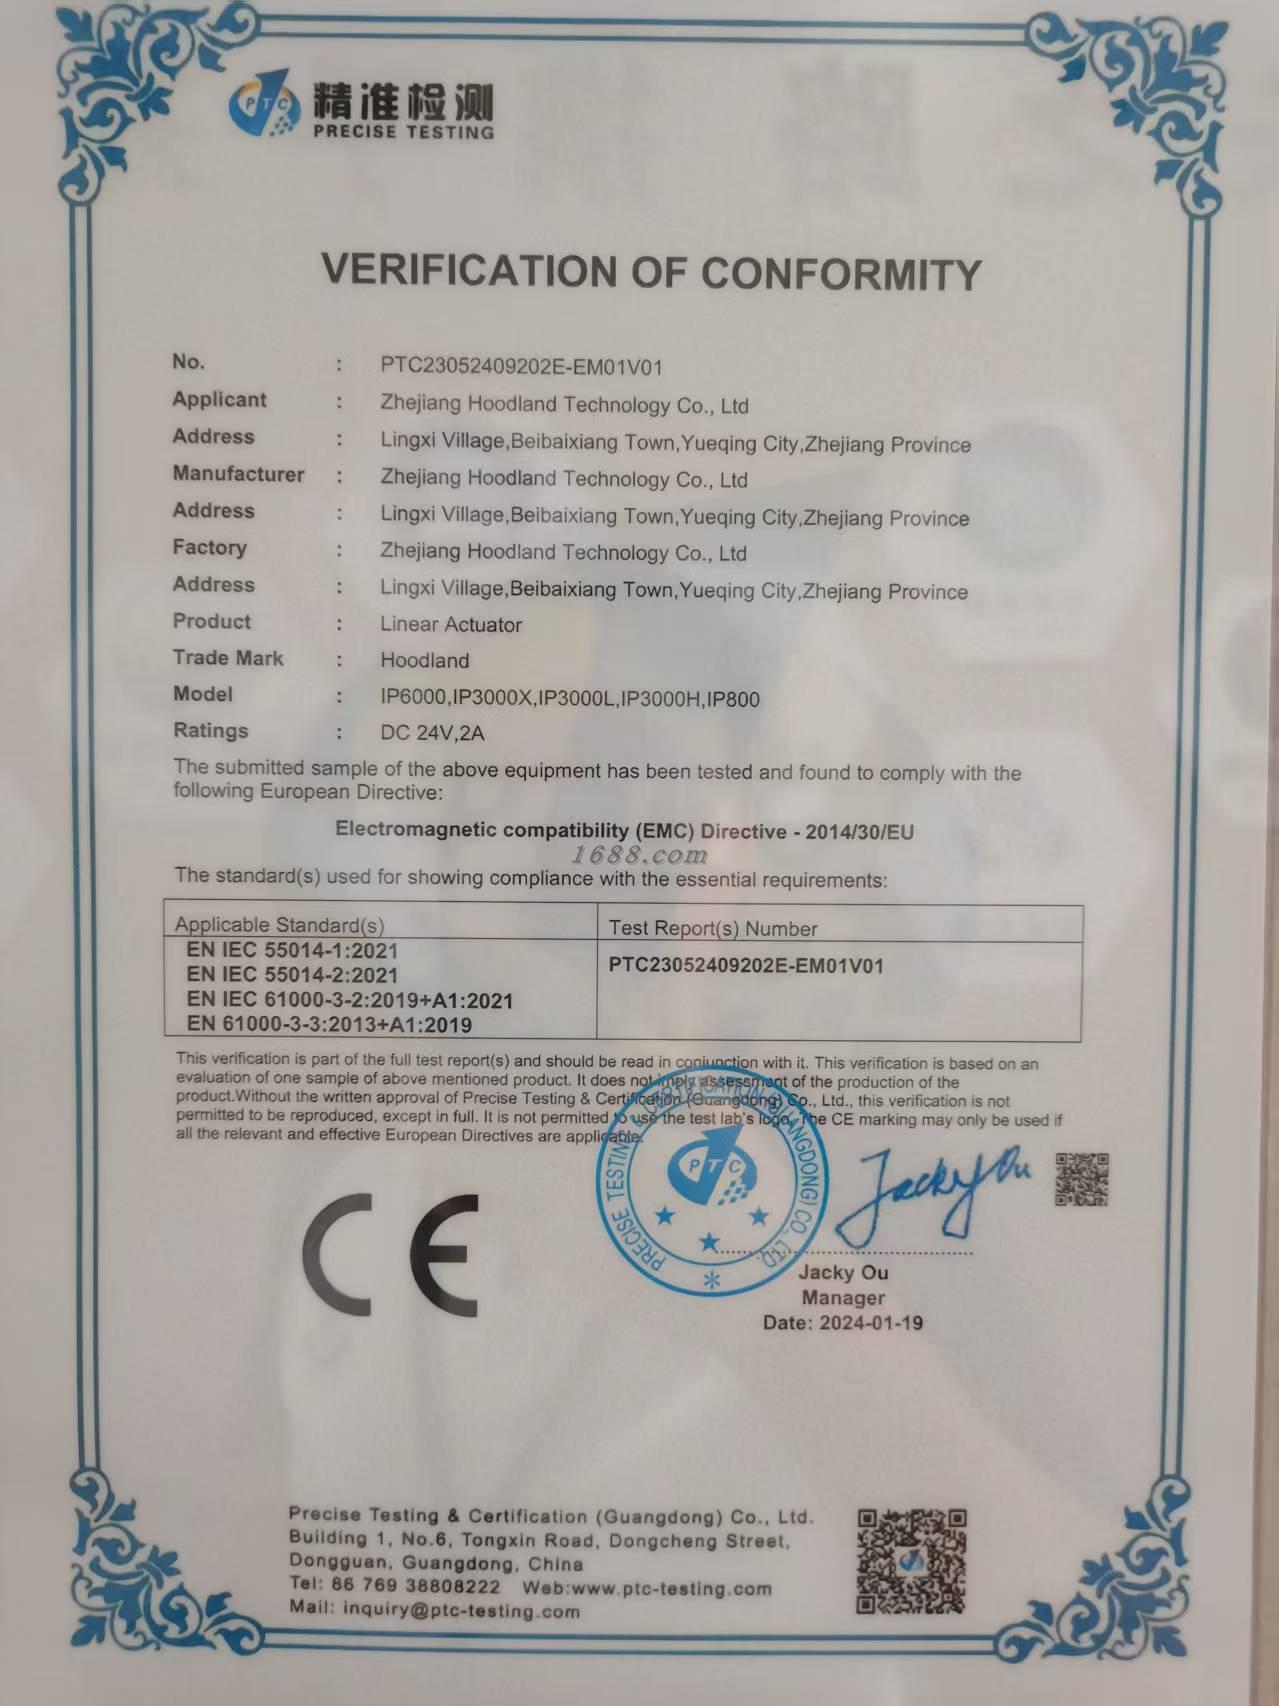 PTC 精准检测
PRECISE TESTING
VERIFICATION OF CONFORMITY
No. : PTC23052409202E-EM01V01
Applicant : Zhejiang Hoodland Technology Co., Ltd
Address : Lingxi Village,Beibaixiang Town,Yueqing City,Zhejiang Province
Manufacturer : Zhejiang Hoodland Technology Co., Ltd
Address : Lingxi Village,Beibaixiang Town,Yueqing City,Zhejiang Province
Factory : Zhejiang Hoodland Technology Co., Ltd
Address : Lingxi Village,Beibaixiang Town,Yueqing City,Zhejiang Province
Product : Linear Actuator
Trade Mark : Hoodland
Model : IP6000,IP3000X,IP3000L,IP3000H,IP800
Ratings : DC 24V,2A
The submitted sample of the above equipment has been tested and found to comply with the
following European Directive:
Electromagnetic compatibility (EMC) Directive - 2014/30/EU
1688.com
The standard(s) used for showing compliance with the essential requirements:
Applicable Standard(s) Test Report(s) Number
EN IEC 55014-1:2021
EN IEC 55014-2:2021
EN IEC 61000-3-2:2019+A1:2021
EN 61000-3-3:2013+A1:2019
PTC23052409202E-EM01V01
This verification is part of the full test report(s) and should be read in conjunction with it. This verification is based on an
evaluation of one sample of above mentioned product. It does not imply assessment of the production of the
product.Without the written approval of Precise Testing & Certification (Guangdong) Co., Ltd., this verification is not
permitted to be reproduced, except in full. It is not permitted to use the test lab's logo. The CE marking may only be used if
all the relevant and effective European Directives are applicable.
PRECISE TESTING & CERTIFICATION (GUANGDONG) CO., LTD.
PTC
Jacky Ou
CE
Jacky Ou
Manager
Date: 2024-01-19
Precise Testing & Certification (Guangdong) Co., Ltd.
Building 1, No.6, Tongxin Road, Dongcheng Street,
Dongguan, Guangdong, China
Tel: 86 769 38808222 Web:www.ptc-testing.com
Mail: inquiry@ptc-testing.com